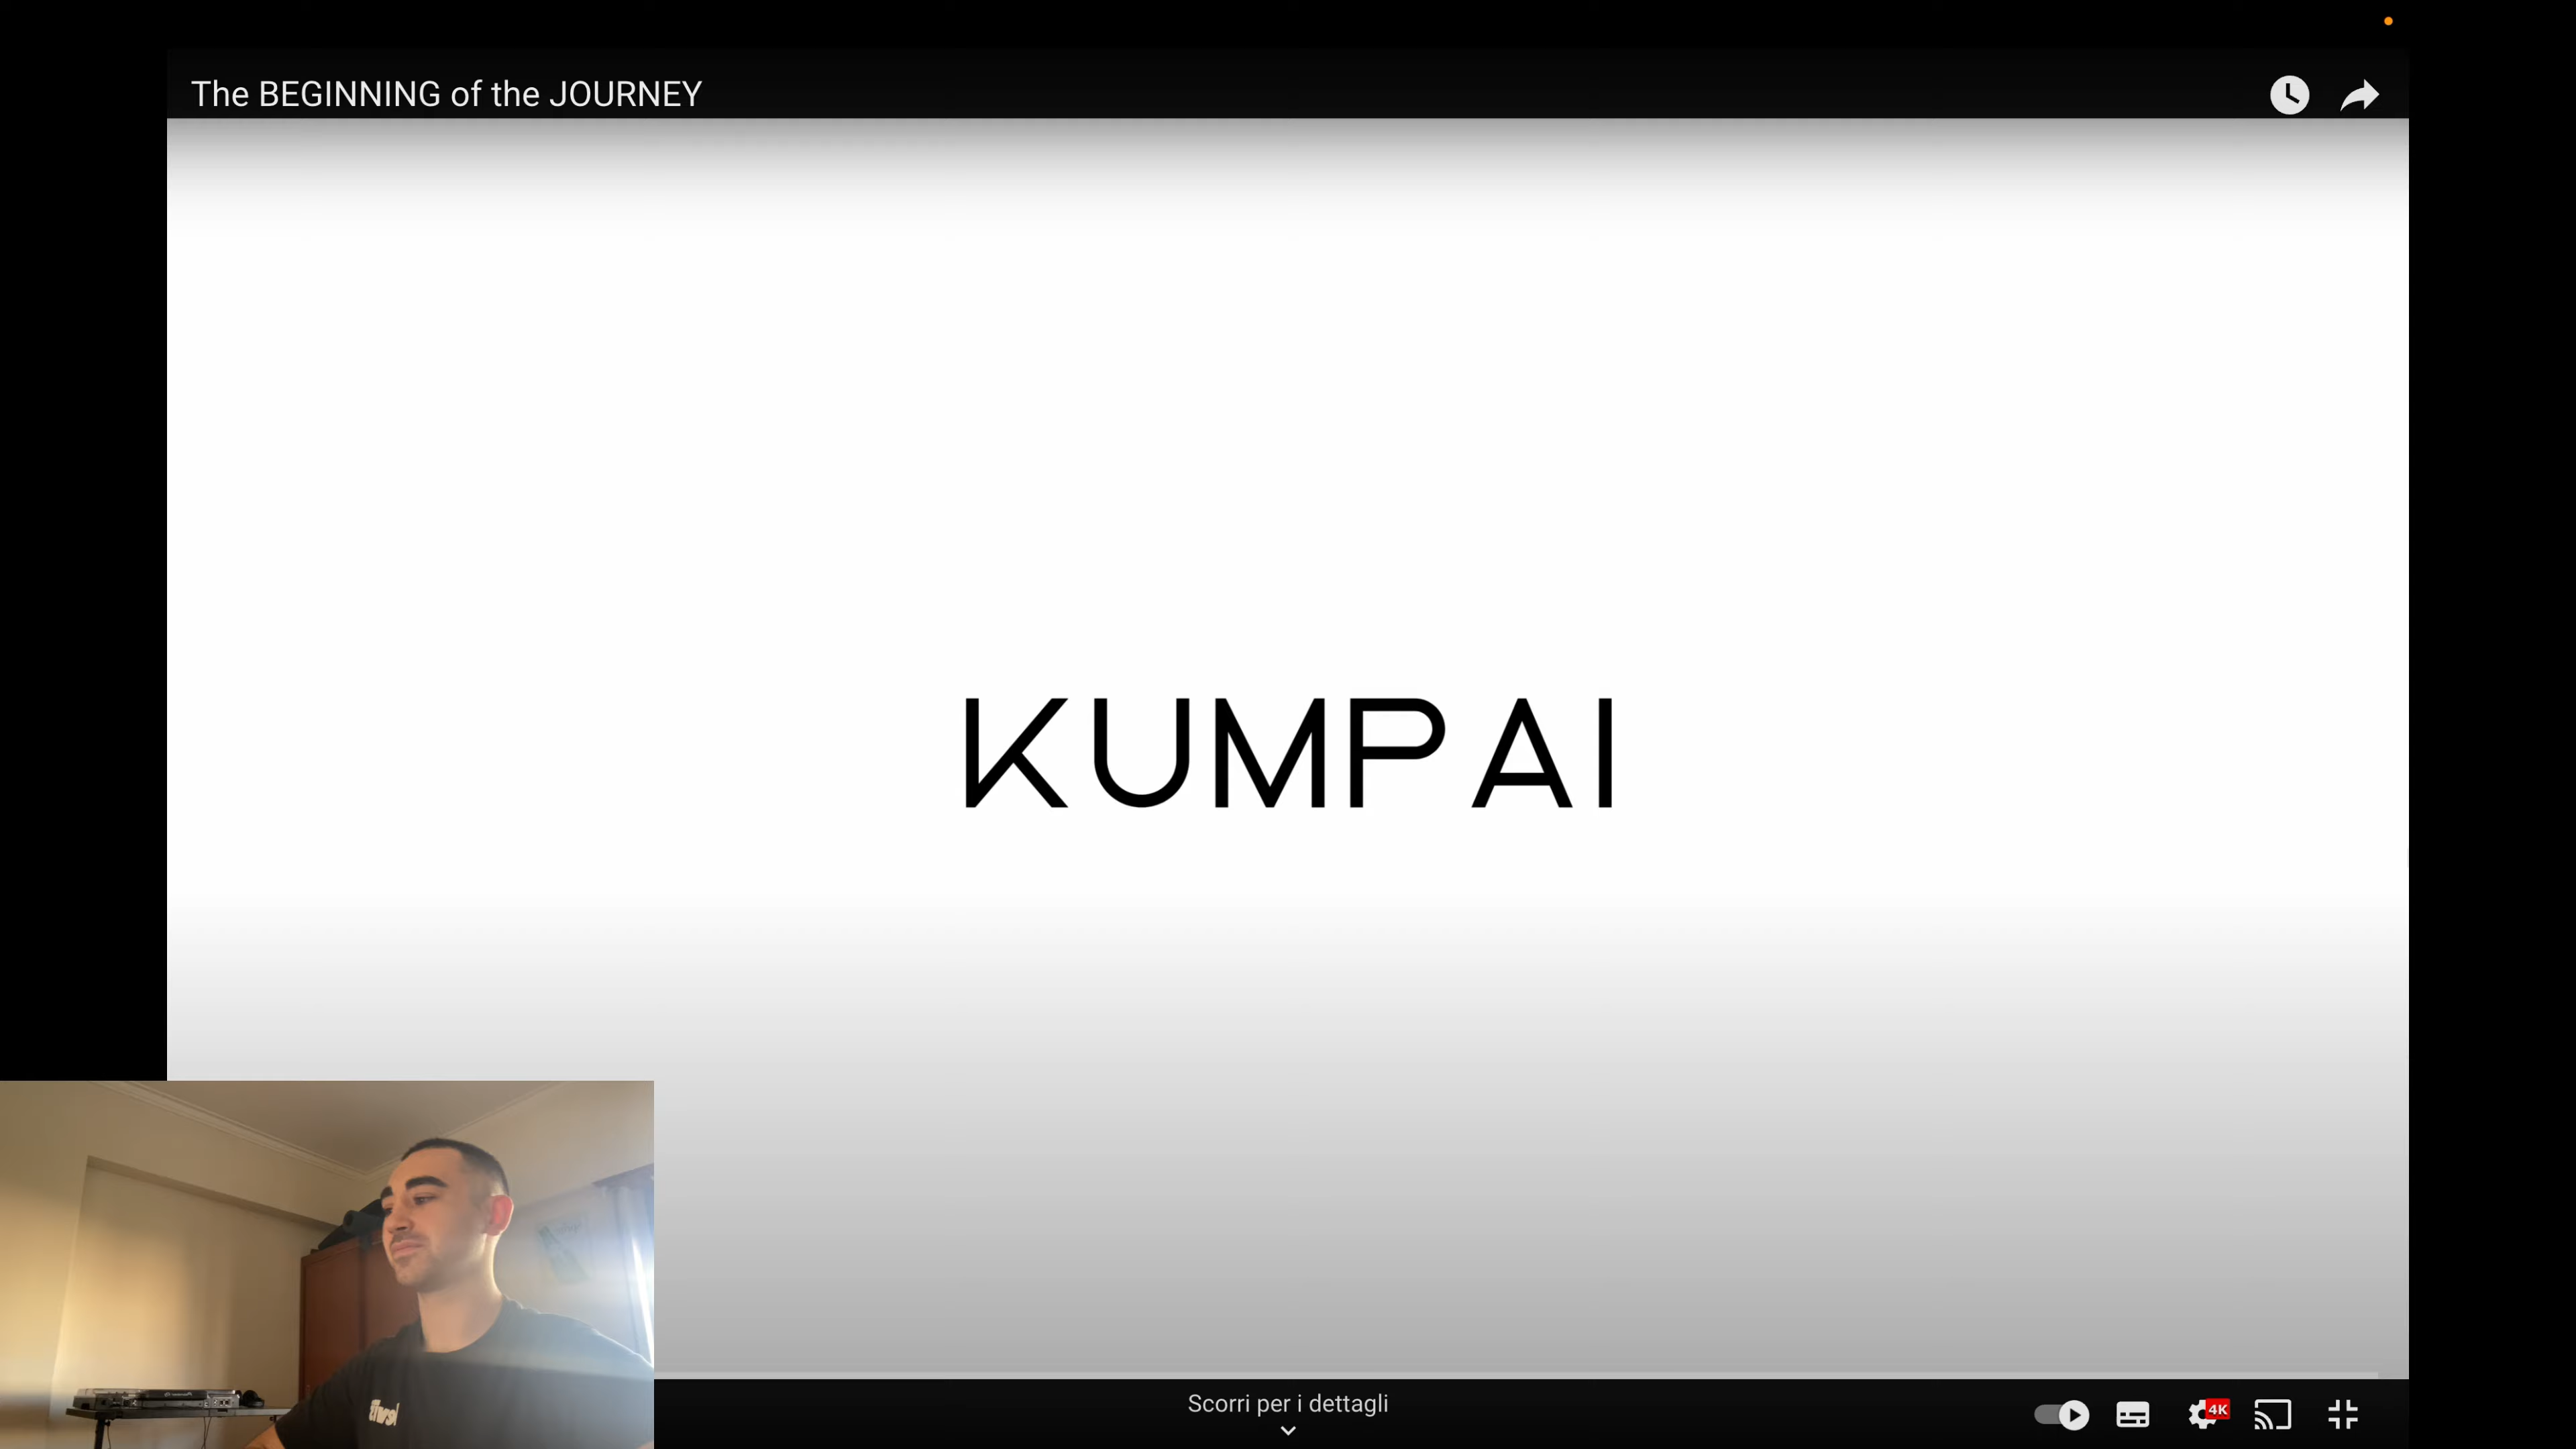 The BEGINNING of the JOURNEY
KUMPAI
Scorri per i dettagli
4K